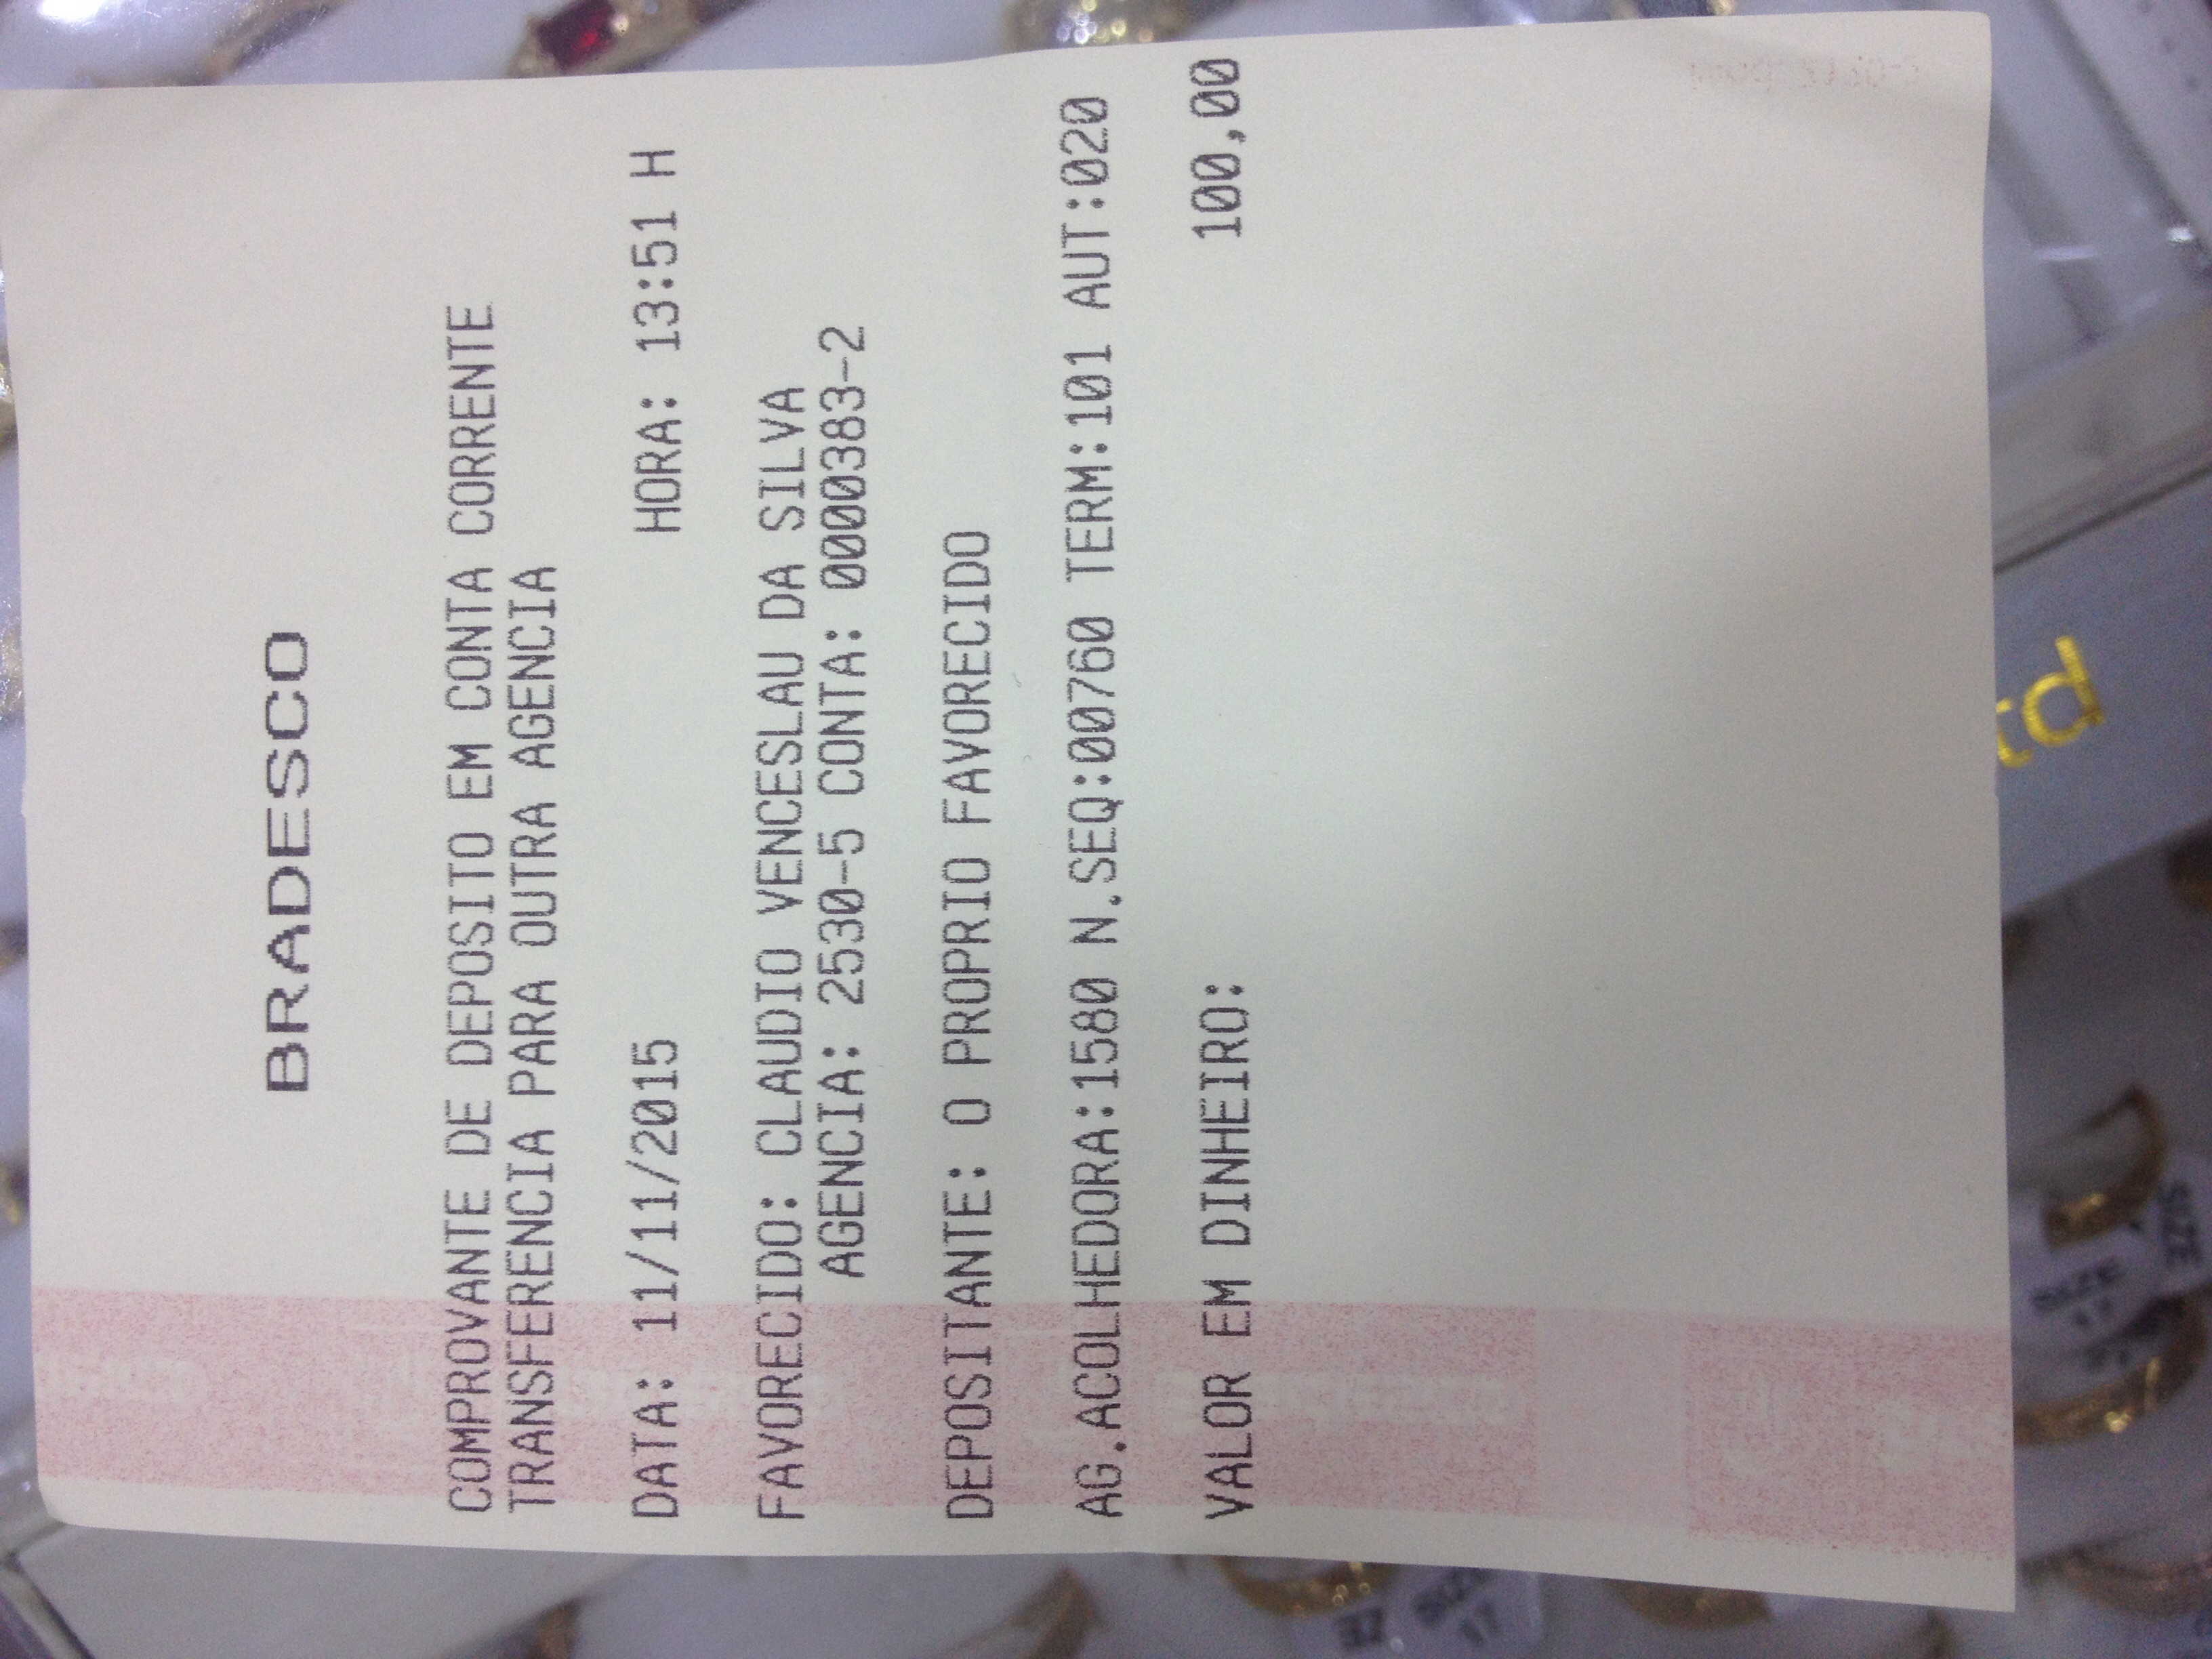 BRADESCO
COMPROVANTE DE DEPOSITO EM CONTA CORRENTE
TRANSFERENCIA PARA OUTRA AGENCIA
DATA: 11/11/2015 HORA: 13:51 H
FAVORECIDO: CLAUDIO VENCESLAU DA SILVA
AGENCIA: 2530-5 CONTA: 0000383-2
DEPOSITANTE: O PROPRIO FAVORECIDO
AG.ACOLHEDORA:1580 N.SEQ:00760 TERM:101 AUT:020
VALOR EM DINHEIRO: 100,00